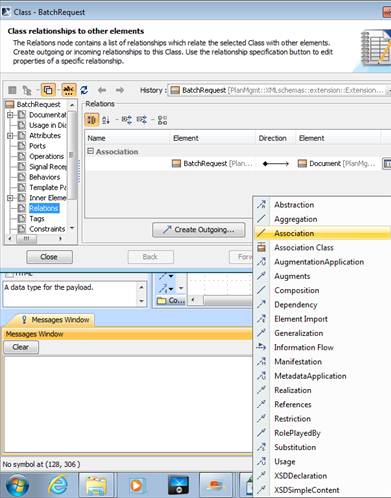 Class - BatchRequest
Class relationships to other elements
The Relations node contains a list of relations which relate the selected Class with other elements.
Create outgoing or incoming relationships to this Class. Use the relationship specification button to edit
properties of a specific relationship.
History : BatchRequest [PlanMgmt::XMLschemas::extension::Extension...
BatchRequest
Documentat
Usage in Dia
Attributes
Ports
Operations
Signal Recep
Behaviors
Template Pa
Inner Eleme
Relations
Tags
Constraints
Relations
Name Element Direction Element
Association
BatchRequest [Plan... Document [PlanMg...
Create Outgoing...
Close Back Forw
Abstraction
Aggregation
Association
Association Class
AugmentationApplication
Augments
Composition
Dependency
Element Import
Generalization
Information Flow
Manifestation
MetadataApplication
Realization
References
Restriction
RolePlayedBy
Substitution
Usage
XSDDeclaration
XSDSimpleContent
HTML
A data type for the payload.
Co...
Messages Window
Messages Window
Clear
No symbol at (128, 306 )